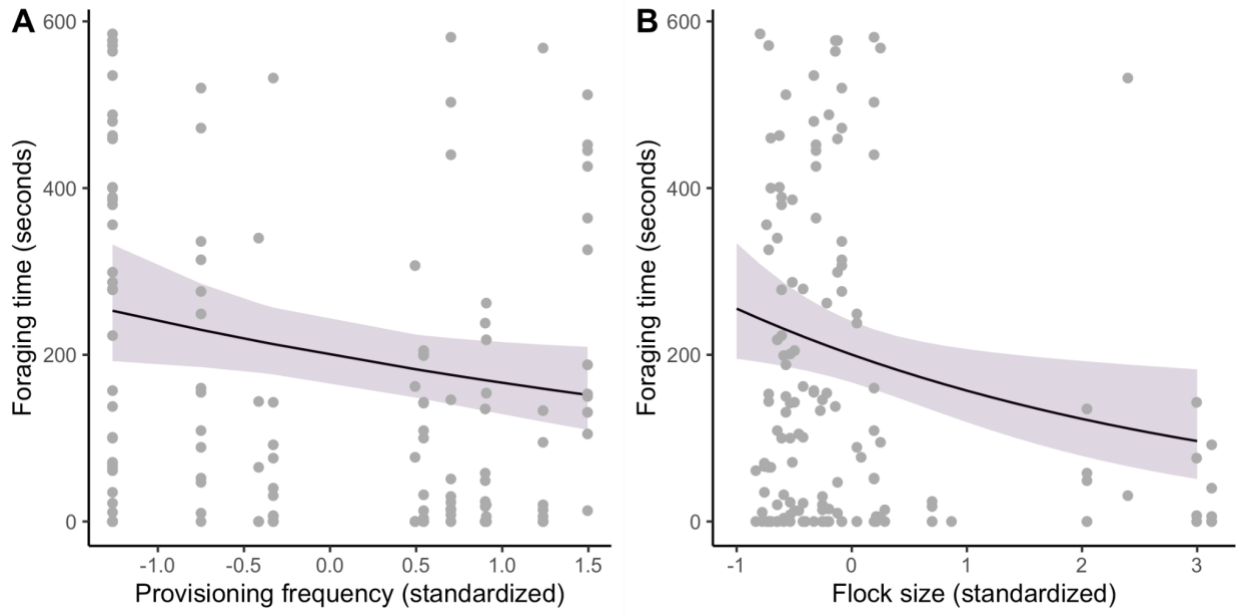 A
600
400
200
0
Foraging time (seconds)
-1.0 -0.5 0.0 0.5 1.0 1.5
Provisioning frequency (standardized)
B
600
400
200
0
Foraging time (seconds)
-1 0 1 2 3
Flock size (standardized)